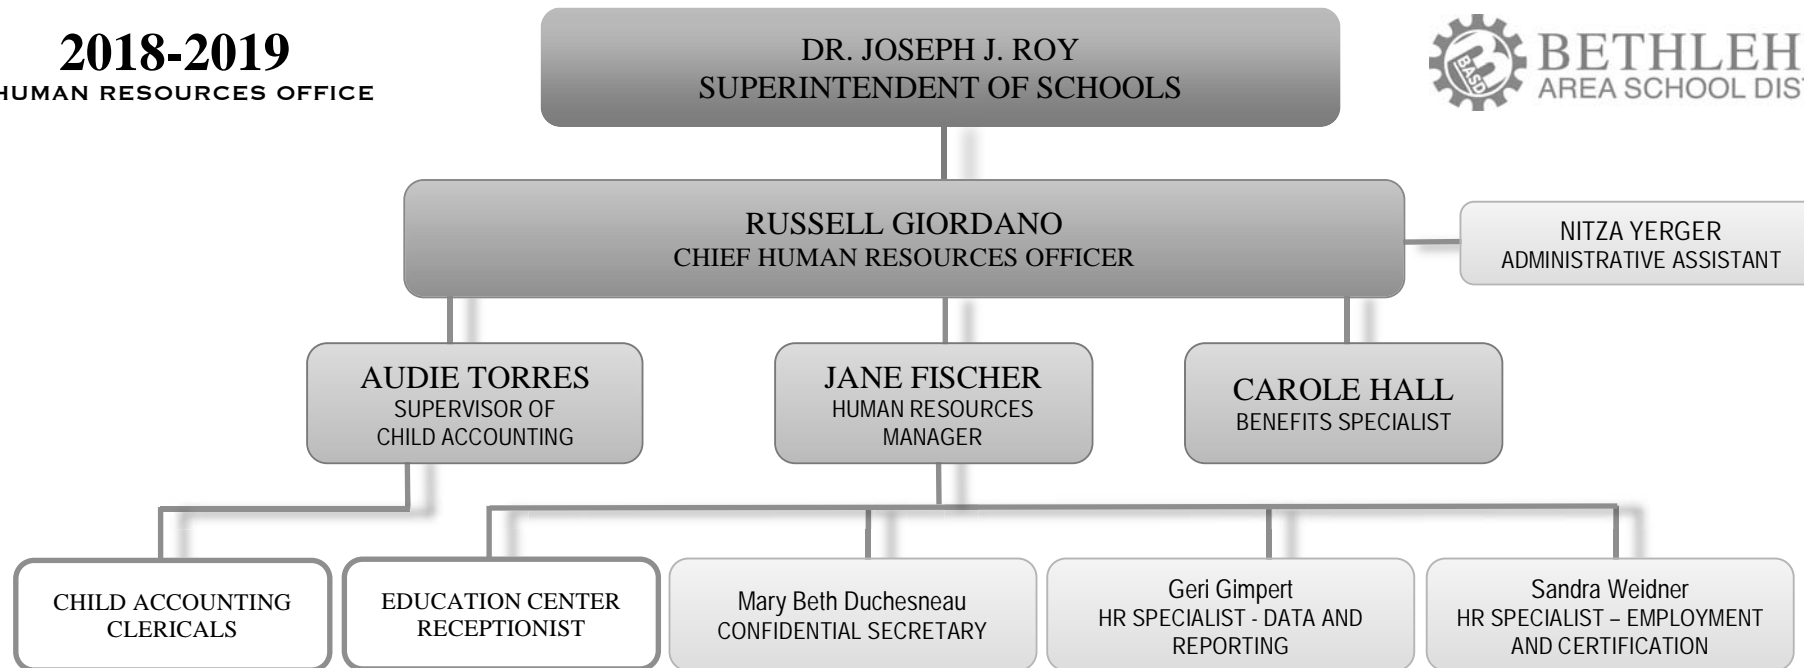 2018-2019
HUMAN RESOURCES OFFICE
DR. JOSEPH J. ROY
SUPERINTENDENT OF SCHOOLS
BASD
BETHLEH
AREA SCHOOL DIS
RUSSELL GIORDANO
CHIEF HUMAN RESOURCES OFFICER
NITZA YERGER
ADMINISTRATIVE ASSISTANT
AUDIE TORRES
SUPERVISOR OF
CHILD ACCOUNTING
JANE FISCHER
HUMAN RESOURCES
MANAGER
CAROLE HALL
BENEFITS SPECIALIST
CHILD ACCOUNTING
CLERICALS
EDUCATION CENTER
RECEPTIONIST
Mary Beth Duchesneau
CONFIDENTIAL SECRETARY
Geri Gimpert
HR SPECIALIST - DATA AND
REPORTING
Sandra Weidner
HR SPECIALIST – EMPLOYMENT
AND CERTIFICATION